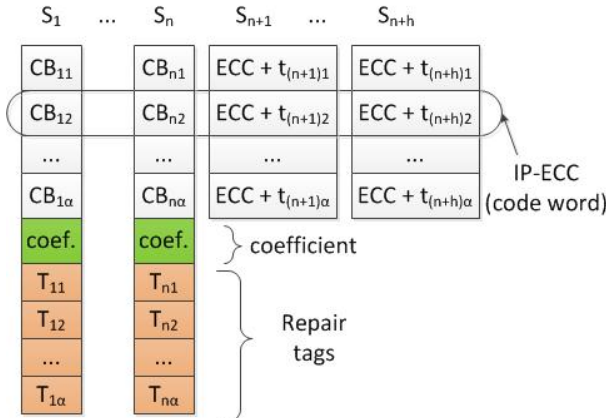 S₁ ... Sₙ Sₙ₊₁ ... Sₙ₊ₕ
CB₁₁ CBₙ₁ ECC + t₍ₙ₊₁₎₁ ECC + t₍ₙ₊ₕ₎₁
CB₁₂ CBₙ₂ ECC + t₍ₙ₊₁₎₂ ECC + t₍ₙ₊ₕ₎₂
... ... ... ...
CB₁α CBₙα ECC + t₍ₙ₊₁₎α ECC + t₍ₙ₊ₕ₎α
IP-ECC
(code word)
coef. coef. coefficient
T₁₁ Tₙ₁
T₁₂ Tₙ₂
... ...
T₁α Tₙα
Repair
tags